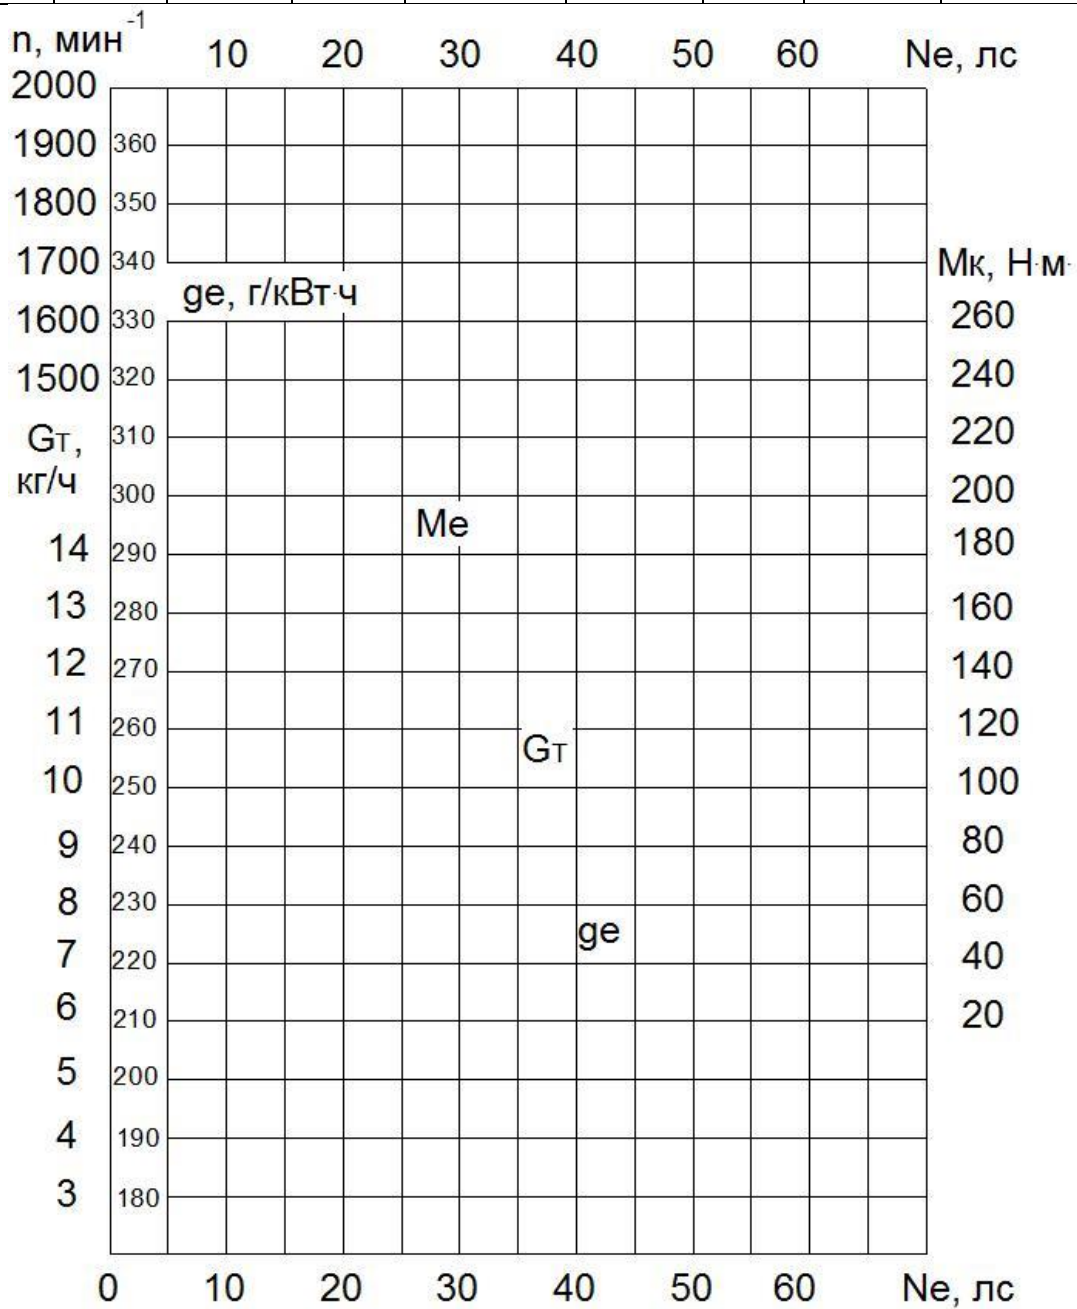 n, мин-1 10 20 30 40 50 60 Ne, лс
2000
1900 360
1800 350
1700 340 Мк, Н·м·
ge, г/кВт·ч
1600 330 260
1500 320 240
Gт, 310 220
кг/ч 300 200
Ме
14 290 180
13 280 160
12 270 140
11 260 120
Gт
10 250 100
9 240 80
8 230 60
ge
7 220 40
6 210 20
5 200
4 190
3 180
0 10 20 30 40 50 60 Ne, лс